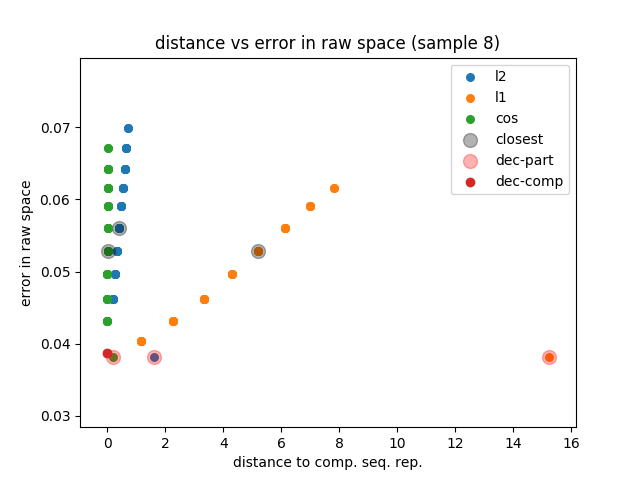 distance vs error in raw space (sample 8)
l2
l1
cos
closest
dec-part
dec-comp
0.07
0.06
0.05
0.04
0.03
error in raw space
0 2 4 6 8 10 12 14 16
distance to comp. seq. rep.